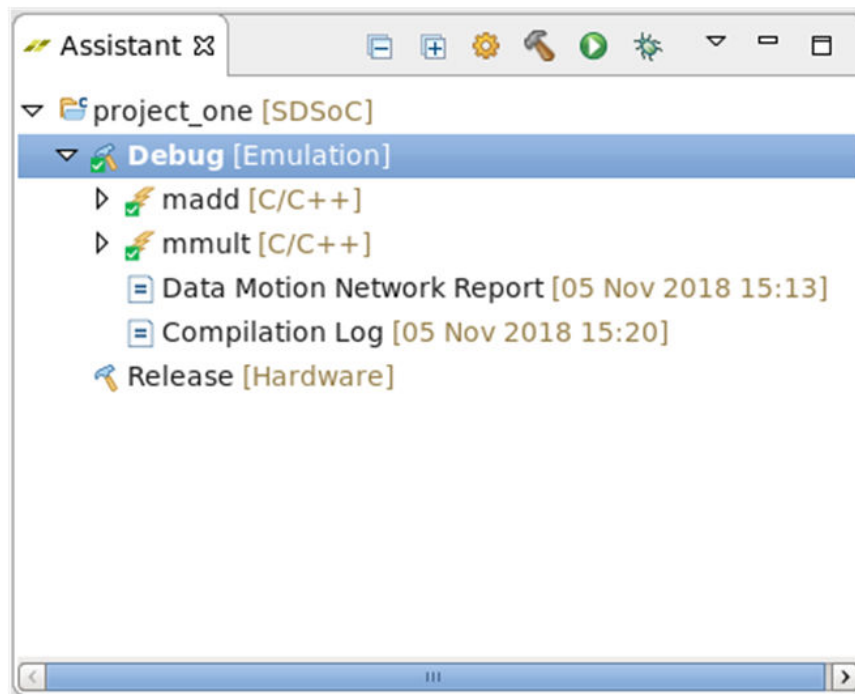 Assistant
project_one [SDSoC]
Debug [Emulation]
madd [C/C++]
mmult [C/C++]
Data Motion Network Report [05 Nov 2018 15:13]
Compilation Log [05 Nov 2018 15:20]
Release [Hardware]